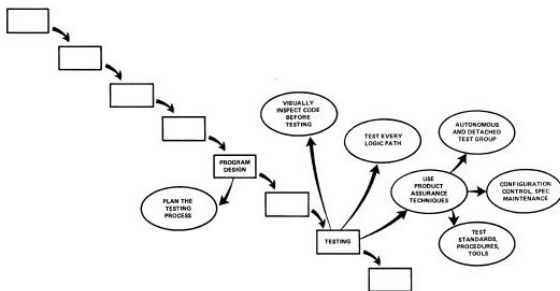 VISUALLY
INSPECT CODE
BEFORE
TESTING
TEST EVERY
LOGIC PATH
AUTONOMOUS
AND DETACHED
TEST GROUP
PROGRAM
DESIGN
PLAN THE
TESTING
PROCESS
USE
PRODUCT
ASSURANCE
TECHNIQUES
CONFIGURATION
CONTROL, SPEC
MAINTENANCE
TESTING
TEST
STANDARDS,
PROCEDURES,
TOOLS